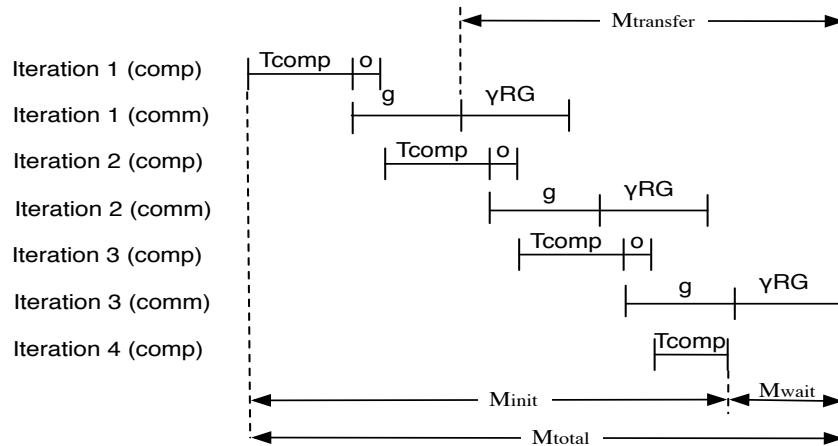 Mtransfer
Iteration 1 (comp) Tcomp o
Iteration 1 (comm) g γRG
Iteration 2 (comp) Tcomp o
Iteration 2 (comm) g γRG
Iteration 3 (comp) Tcomp o
Iteration 3 (comm) g γRG
Iteration 4 (comp) Tcomp
Minit Mwait
Mtotal